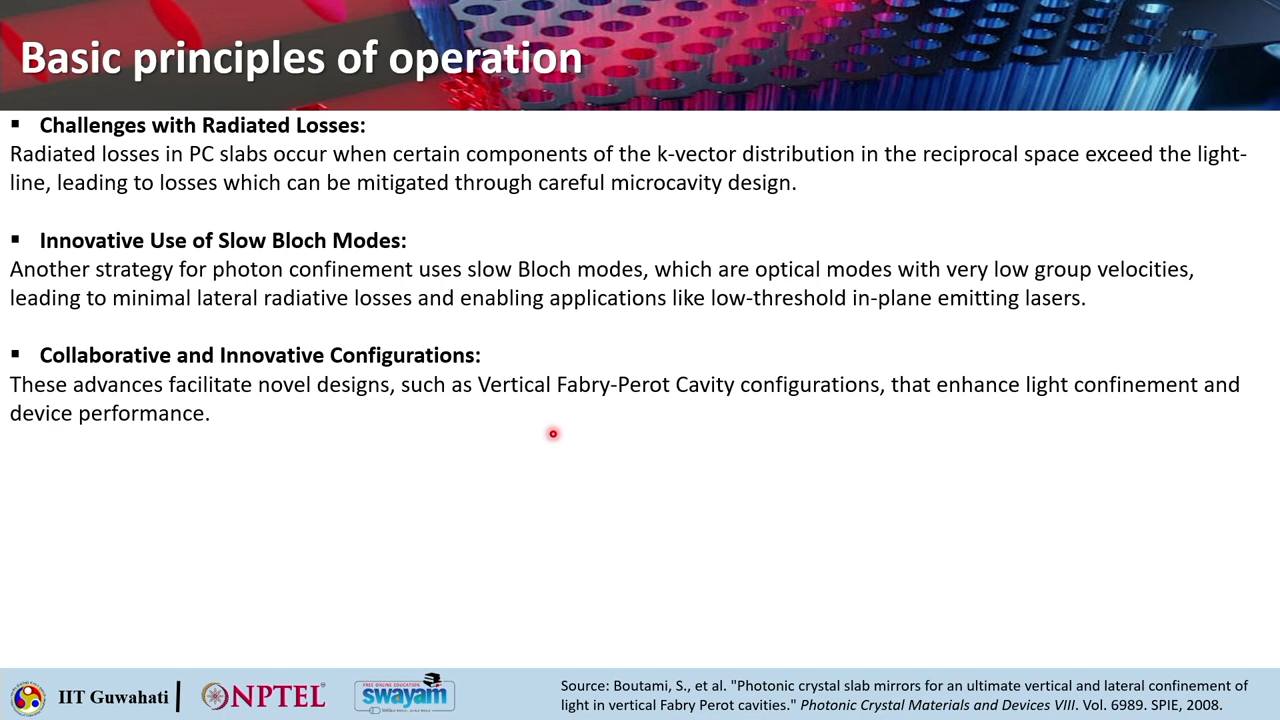 Basic principles of operation
▪ Challenges with Radiated Losses:
Radiated losses in PC slabs occur when certain components of the k-vector distribution in the reciprocal space exceed the light-
line, leading to losses which can be mitigated through careful microcavity design.
▪ Innovative Use of Slow Bloch Modes:
Another strategy for photon confinement uses slow Bloch modes, which are optical modes with very low group velocities,
leading to minimal lateral radiative losses and enabling applications like low-threshold in-plane emitting lasers.
▪ Collaborative and Innovative Configurations:
These advances facilitate novel designs, such as Vertical Fabry-Perot Cavity configurations, that enhance light confinement and
device performance.
IIT Guwahati
NPTEL
FREE ONLINE EDUCATION
swayam
Source: Boutami, S., et al. "Photonic crystal slab mirrors for an ultimate vertical and lateral confinement of
light in vertical Fabry Perot cavities." Photonic Crystal Materials and Devices VIII. Vol. 6989. SPIE, 2008.